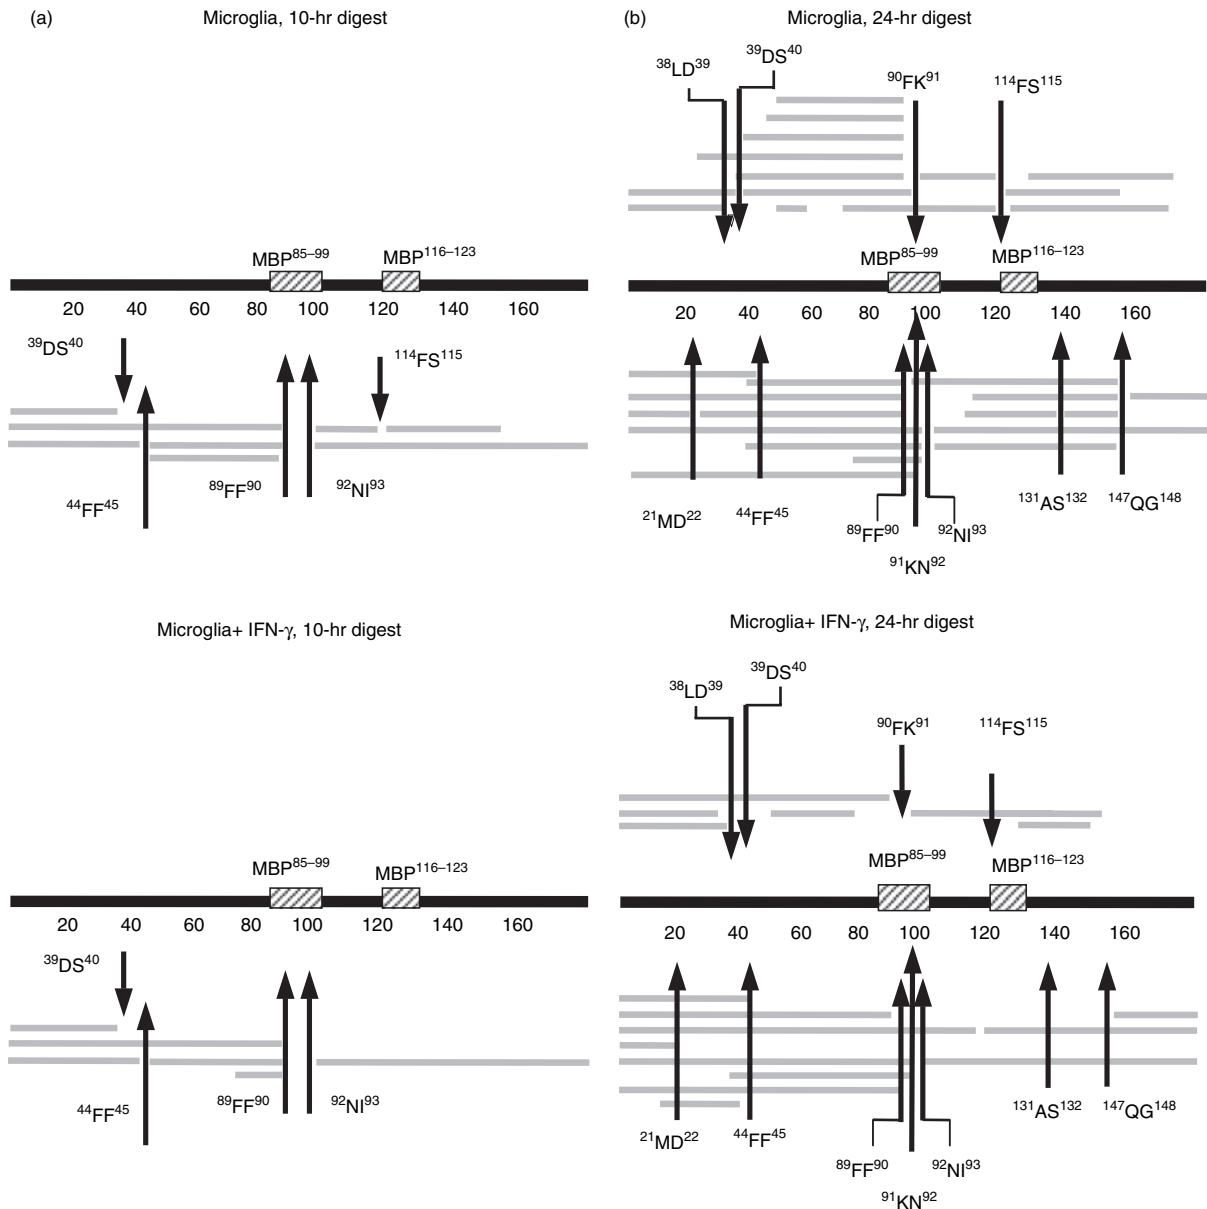 (a)
Microglia, 10-hr digest
MBP85–99
MBP116–123
20 40 60 80 100 120 140 160
39DS40
114FS115
44FF45
89FF90
92NI93
Microglia+ IFN-γ, 10-hr digest
MBP85–99
MBP116–123
20 40 60 80 100 120 140 160
39DS40
44FF45
89FF90
92NI93
(b)
Microglia, 24-hr digest
38LD39
39DS40
90FK91
114FS115
MBP85–99
MBP116–123
20 40 60 80 100 120 140 160
21MD22
44FF45
89FF90
91KN92
92NI93
131AS132
147QG148
Microglia+ IFN-γ, 24-hr digest
38LD39
39DS40
90FK91
114FS115
MBP85–99
MBP116–123
20 40 60 80 100 120 140 160
21MD22
44FF45
89FF90
91KN92
92NI93
131AS132
147QG148